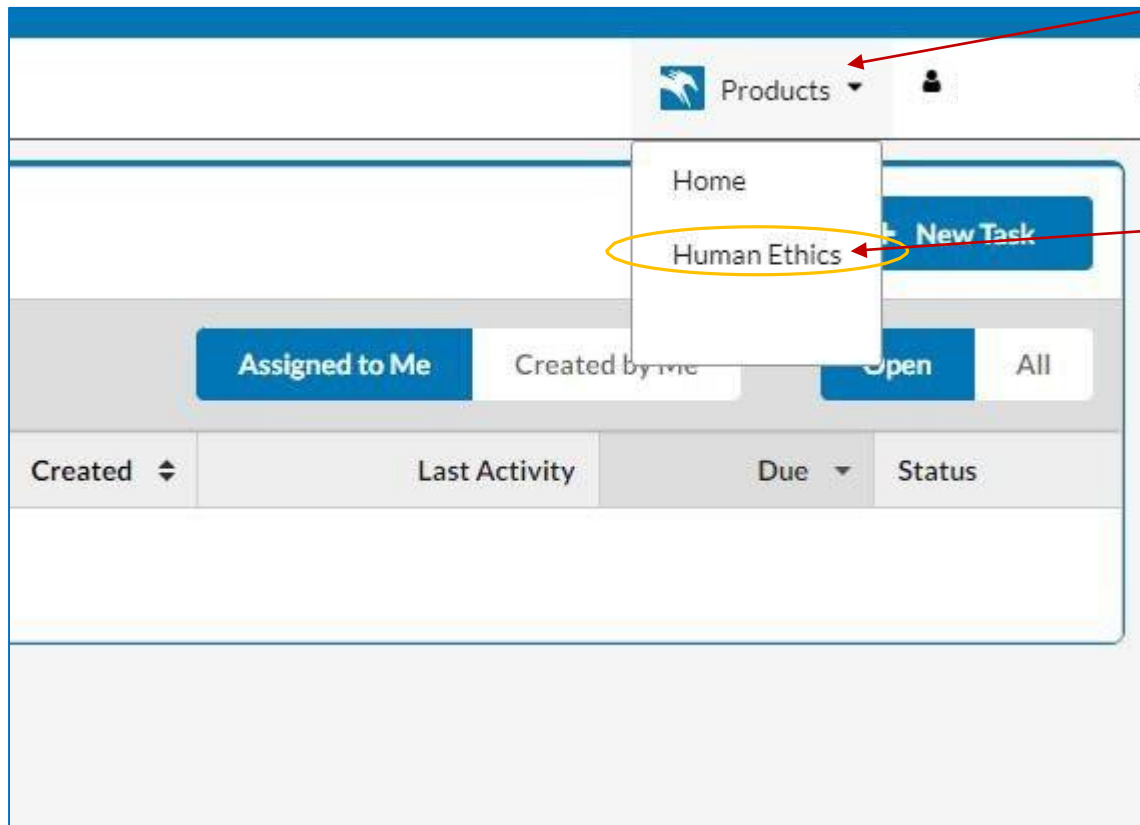 Products
Home
+ New Task
Human Ethics
Assigned to Me
Created by Me
Open
All
Created
Last Activity
Due
Status